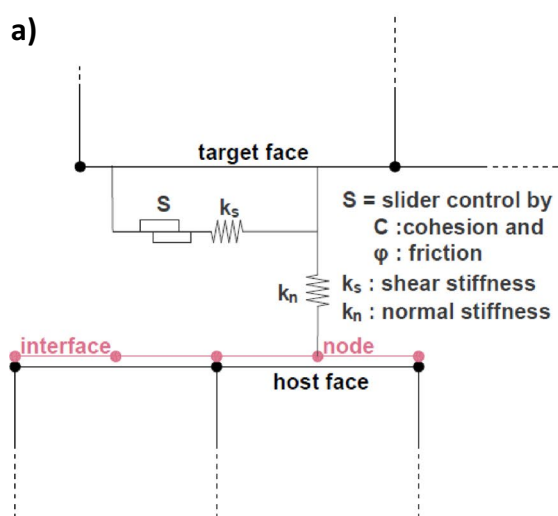 a)
target face
S
kₛ
S = slider control by
C :cohesion and
φ : friction
kₛ : shear stiffness
kₙ
kₙ : normal stiffness
interface
node
host face